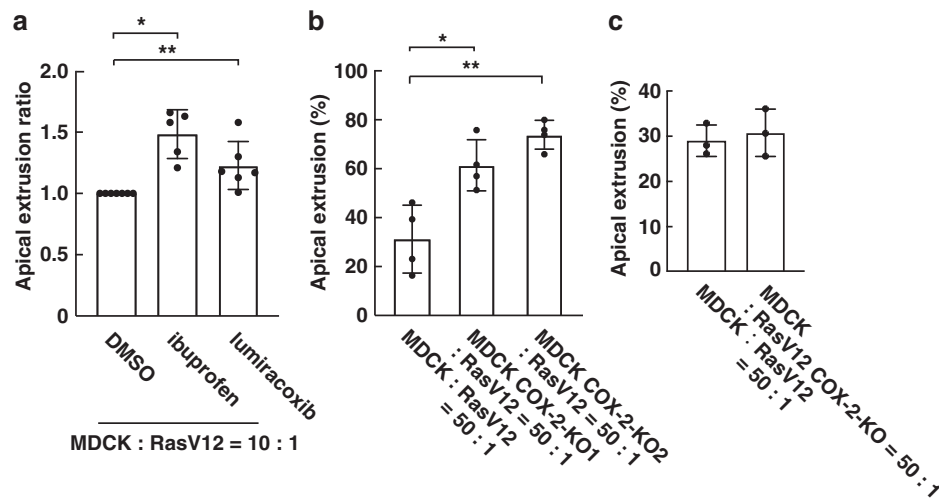 a
*
**
Apical extrusion ratio
2.0
1.5
1.0
0.5
0
DMSO
ibuprofen
lumiracoxib
MDCK : RasV12 = 10 : 1
b
*
**
Apical extrusion (%)
100
80
60
40
20
0
MDCK : RasV12
= 50 : 1
MDCK COX-2-KO1
: RasV12 = 50 : 1
MDCK COX-2-KO2
: RasV12 = 50 : 1
c
Apical extrusion (%)
40
30
20
10
0
MDCK : RasV12
= 50 : 1
MDCK
: RasV12 COX-2-KO = 50 : 1